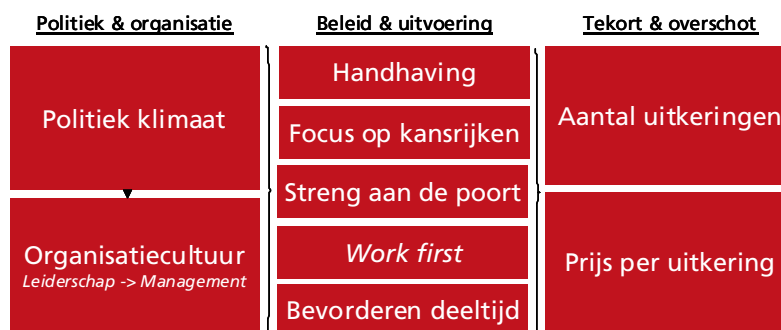 Politiek & organisatie
Politiek klimaat
Organisatiecultuur
Leiderschap -> Management
Beleid & uitvoering
Handhaving
Focus op kansrijken
Streng aan de poort
Work first
Bevorderen deeltijd
Tekort & overschot
Aantal uitkeringen
Prijs per uitkering